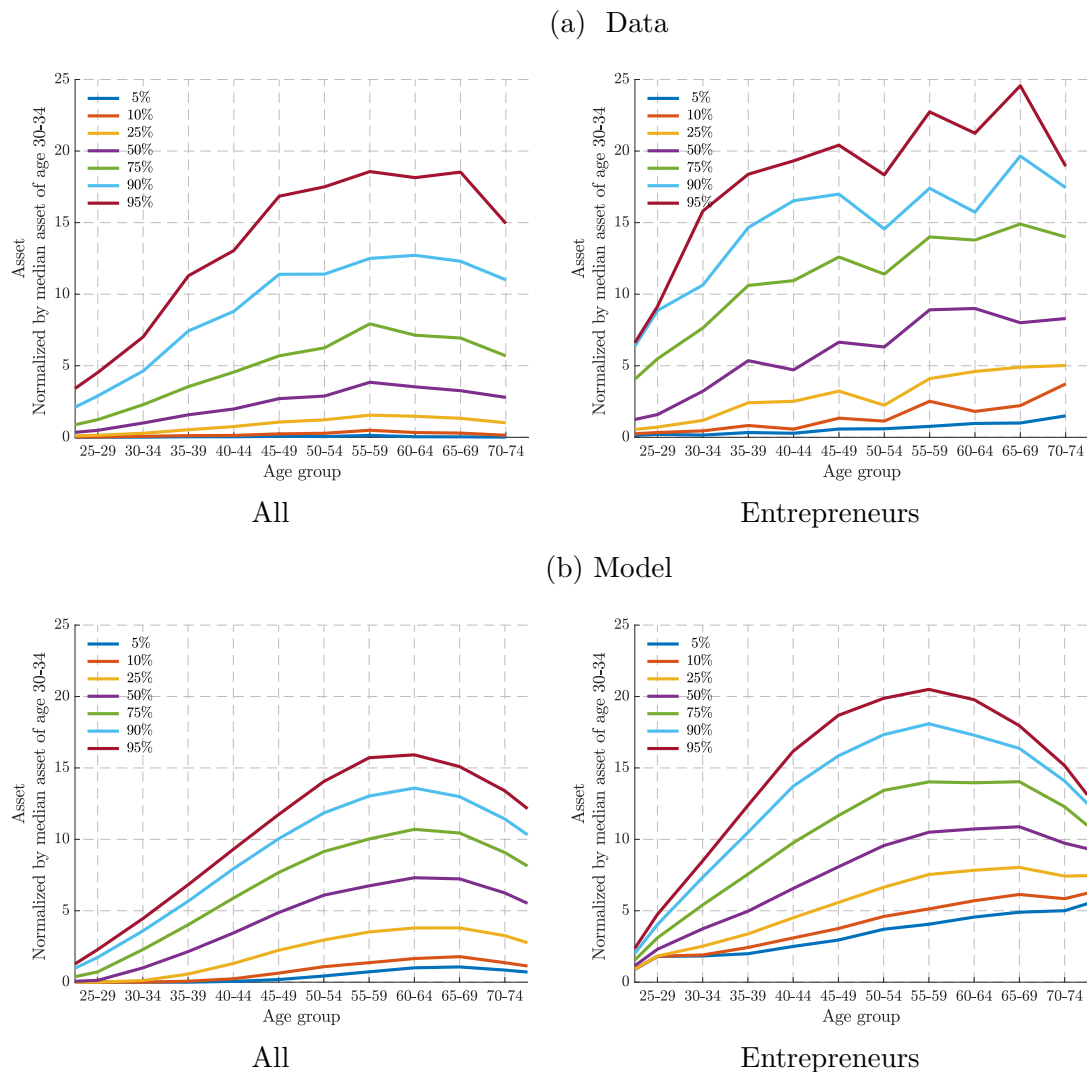 (a) Data
25
20
15
10
5
0
Asset
Normalized by median asset of age 30-34
5%
10%
25%
50%
75%
90%
95%
25-29 30-34 35-39 40-44 45-49 50-54 55-59 60-64 65-69 70-74
Age group
All
25
20
15
10
5
0
Asset
Normalized by median asset of age 30-34
5%
10%
25%
50%
75%
90%
95%
25-29 30-34 35-39 40-44 45-49 50-54 55-59 60-64 65-69 70-74
Age group
Entrepreneurs
(b) Model
25
20
15
10
5
0
Asset
Normalized by median asset of age 30-34
5%
10%
25%
50%
75%
90%
95%
25-29 30-34 35-39 40-44 45-49 50-54 55-59 60-64 65-69 70-74
Age group
All
25
20
15
10
5
0
Asset
Normalized by median asset of age 30-34
5%
10%
25%
50%
75%
90%
95%
25-29 30-34 35-39 40-44 45-49 50-54 55-59 60-64 65-69 70-74
Age group
Entrepreneurs